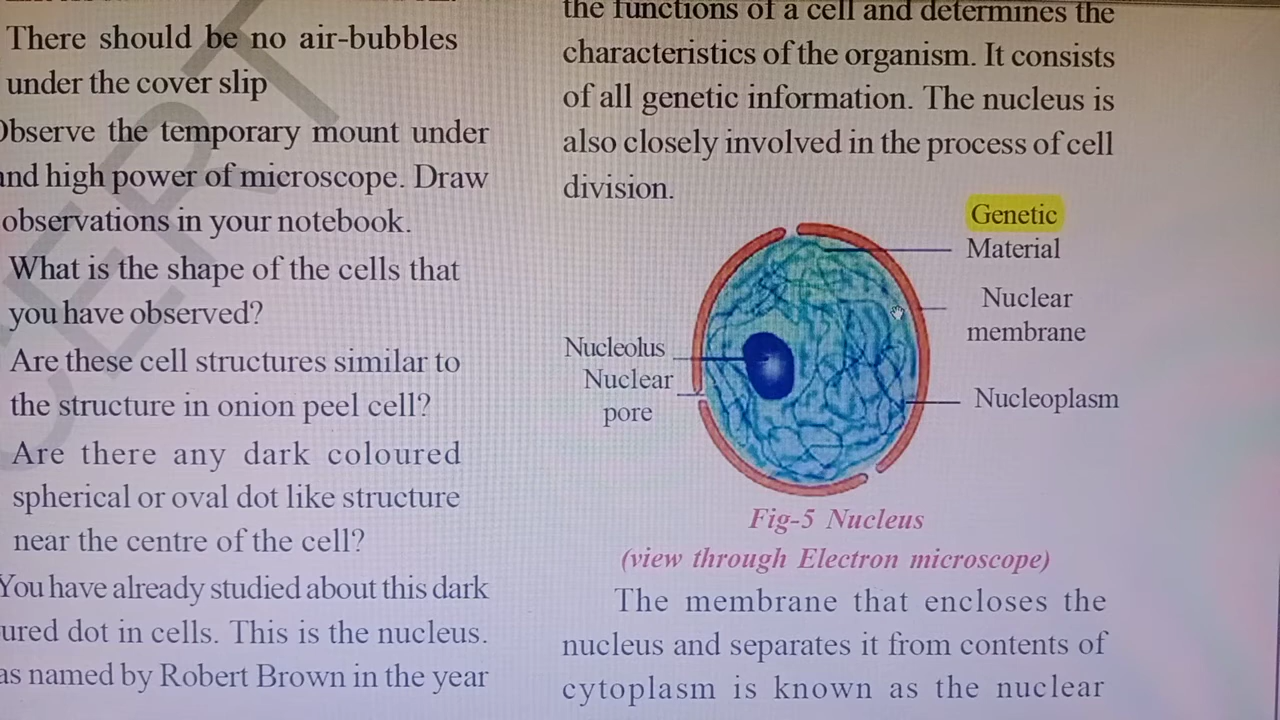 There should be no air-bubbles
under the cover slip
Observe the temporary mount under
and high power of microscope. Draw
observations in your notebook.
What is the shape of the cells that
you have observed?
Are these cell structures similar to
the structure in onion peel cell?
Are there any dark coloured
spherical or oval dot like structure
near the centre of the cell?
You have already studied about this dark
ured dot in cells. This is the nucleus.
as named by Robert Brown in the year
the functions of a cell and determines the
characteristics of the organism. It consists
of all genetic information. The nucleus is
also closely involved in the process of cell
division.
Genetic
Material
Nuclear
membrane
Nucleolus
Nuclear
pore
Nucleoplasm
Fig-5 Nucleus
(view through Electron microscope)
The membrane that encloses the
nucleus and separates it from contents of
cytoplasm is known as the nuclear
CERT